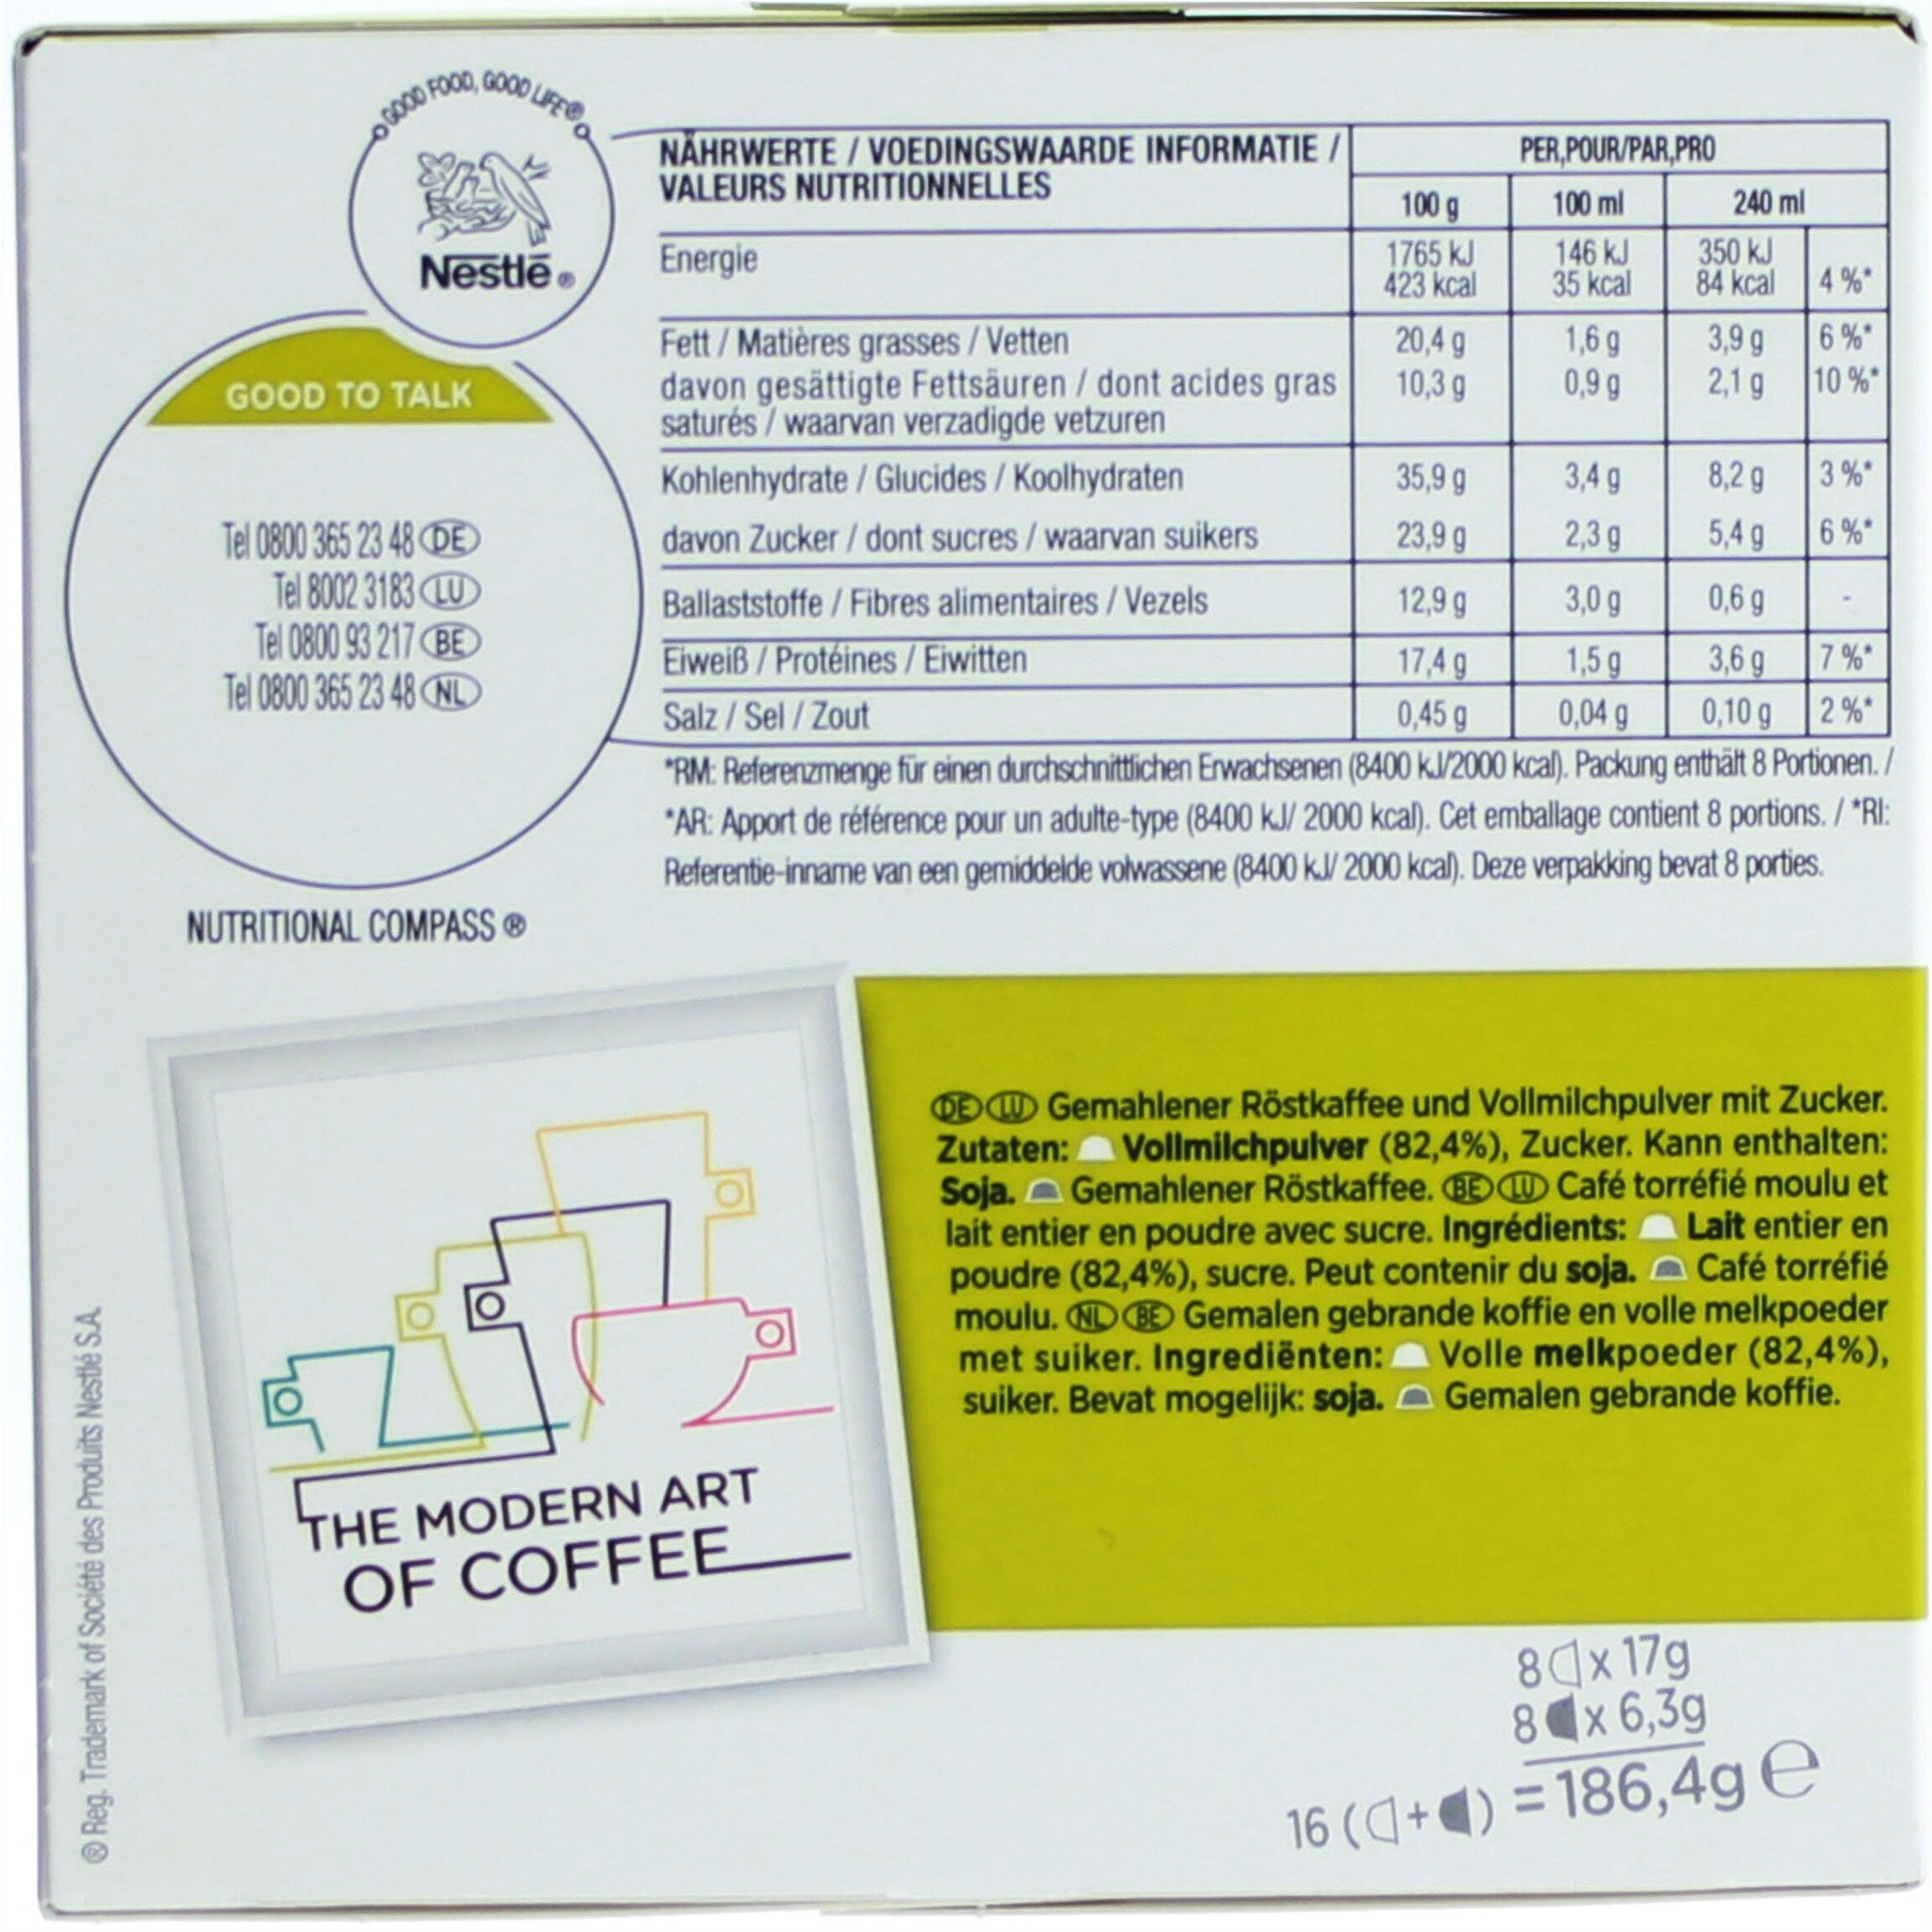 GOOD FOOD, GOOD LIFE®
Nestlé®
GOOD TO TALK
Tel 0800 365 23 48 DE
Tel 8002 3183 LU
Tel 0800 93 217 BE
Tel 0800 365 23 48 NL
NUTRITIONAL COMPASS ®
NÄHRWERTE / VOEDINGSWAARDE INFORMATIE / PER,POUR/PAR,PRO
VALEURS NUTRITIONNELLES 100 g 100 ml 240 ml
Energie 1765 kJ 146 kJ 350 kJ
423 kcal 35 kcal 84 kcal 4 %*
Fett / Matières grasses / Vetten 20,4 g 1,6 g 3,9 g 6 %*
davon gesättigte Fettsäuren / dont acides gras 10,3 g 0,9 g 2,1 g 10 %*
saturés / waarvan verzadigde vetzuren
Kohlenhydrate / Glucides / Koolhydraten 35,9 g 3,4 g 8,2 g 3 %*
davon Zucker / dont sucres / waarvan suikers 23,9 g 2,3 g 5,4 g 6 %*
Ballaststoffe / Fibres alimentaires / Vezels 12,9 g 3,0 g 0,6 g -
Eiweiß / Protéines / Eiwitten 17,4 g 1,5 g 3,6 g 7 %*
Salz / Sel / Zout 0,45 g 0,04 g 0,10 g 2 %*
*RM: Referenzmenge für einen durchschnittlichen Erwachsenen (8400 kJ/2000 kcal). Packung enthält 8 Portionen. /
*AR: Apport de référence pour un adulte-type (8400 kJ/ 2000 kcal). Cet emballage contient 8 portions. / *RI:
Referentie-inname van een gemiddelde volwassene (8400 kJ/ 2000 kcal). Deze verpakking bevat 8 porties.
THE MODERN ART
OF COFFEE
DE LU Gemahlener Röstkaffee und Vollmilchpulver mit Zucker.
Zutaten: Vollmilchpulver (82,4%), Zucker. Kann enthalten:
Soja. Gemahlener Röstkaffee. BE LU Café torréfié moulu et
lait entier en poudre avec sucre. Ingrédients: Lait entier en
poudre (82,4%), sucre. Peut contenir du soja. Café torréfié
moulu. NL BE Gemalen gebrande koffie en volle melkpoeder
met suiker. Ingrediënten: Volle melkpoeder (82,4%),
suiker. Bevat mogelijk: soja. Gemalen gebrande koffie.
8 x 17g
8 x 6,3g
16 ( + ) = 186,4g e
® Reg. Trademark of Société des Produits Nestlé S.A.